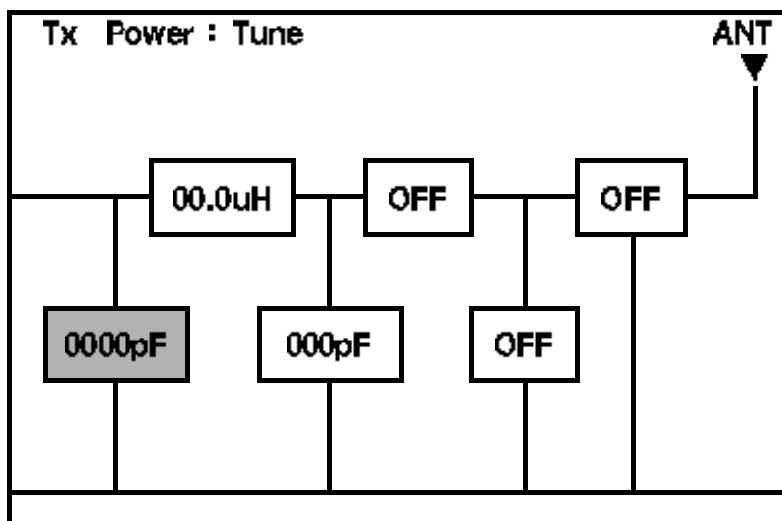 Tx Power : Tune ANT
00.0uH OFF OFF
0000pF 000pF OFF